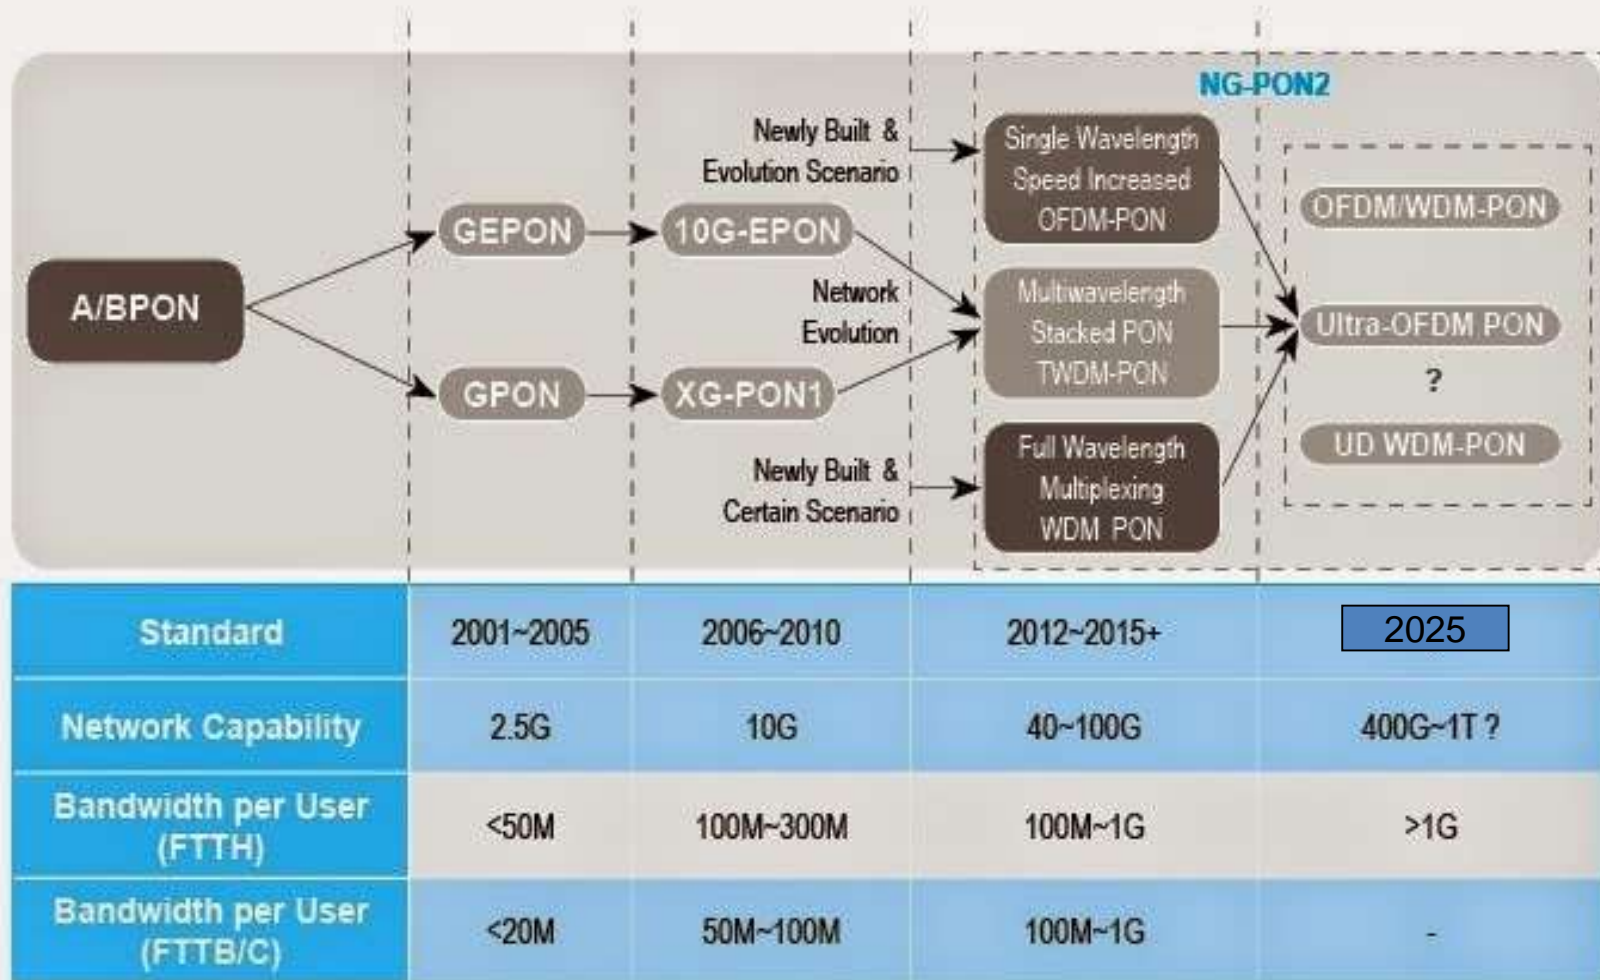 NG-PON2
Newly Built &
Evolution Scenario
Single Wavelength
Speed Increased
OFDM-PON
OFDM/WDM-PON
GEPON
10G-EPON
A/BPON
Network
Evolution
Multiwavelength
Stacked PON
TWDM-PON
Ultra-OFDM PON
?
GPON
XG-PON1
Newly Built &
Certain Scenario
Full Wavelength
Multiplexing
WDM PON
UD WDM-PON
Standard 2001~2005 2006~2010 2012~2015+ 2025
Network Capability 2.5G 10G 40~100G 400G~1T ?
Bandwidth per User
(FTTH) <50M 100M~300M 100M~1G >1G
Bandwidth per User
(FTTB/C) <20M 50M~100M 100M~1G -